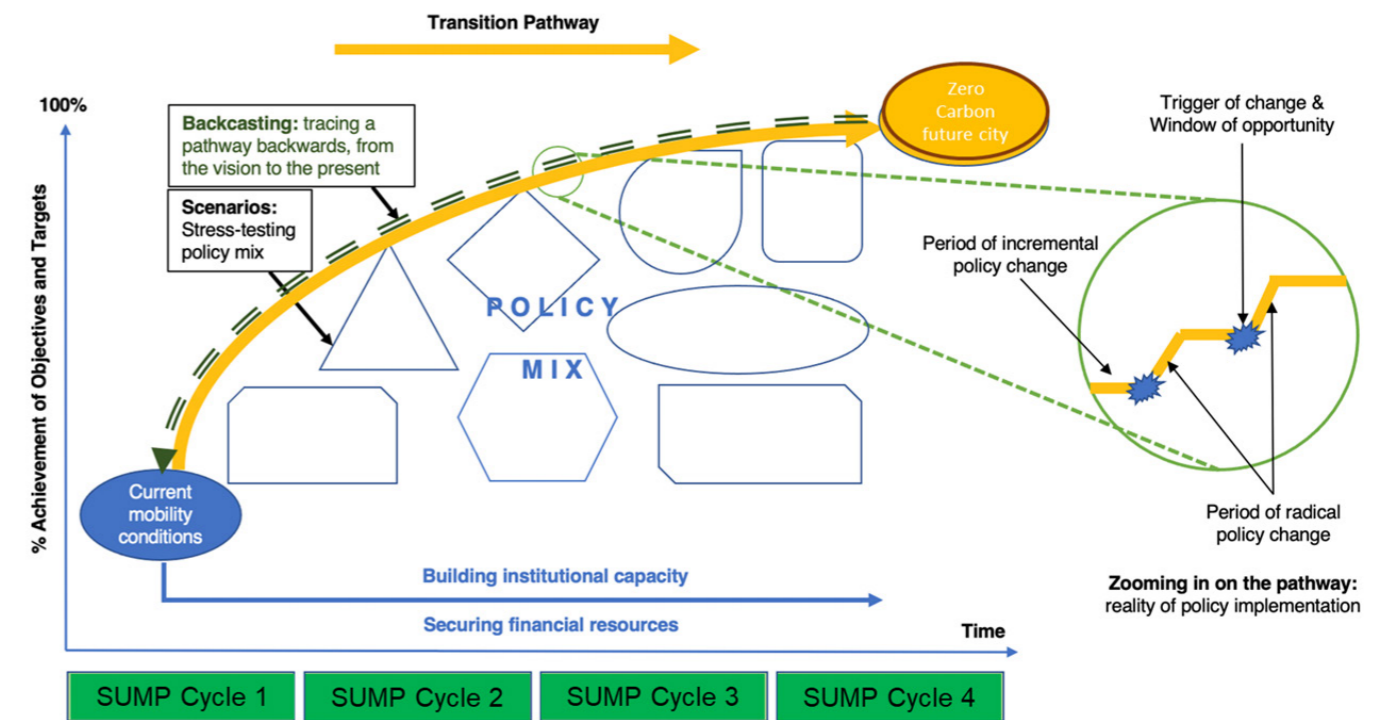 Transition Pathway
100%
Backcasting: tracing a
pathway backwards, from
the vision to the present
Scenarios:
Stress-testing
policy mix
Zero
Carbon
future city
Trigger of change &
Window of opportunity
Period of incremental
policy change
POLICY
MIX
% Achievement of Objectives and Targets
Current
mobility
conditions
Period of radical
policy change
Building institutional capacity
Securing financial resources
Zooming in on the pathway:
reality of policy implementation
Time
SUMP Cycle 1
SUMP Cycle 2
SUMP Cycle 3
SUMP Cycle 4